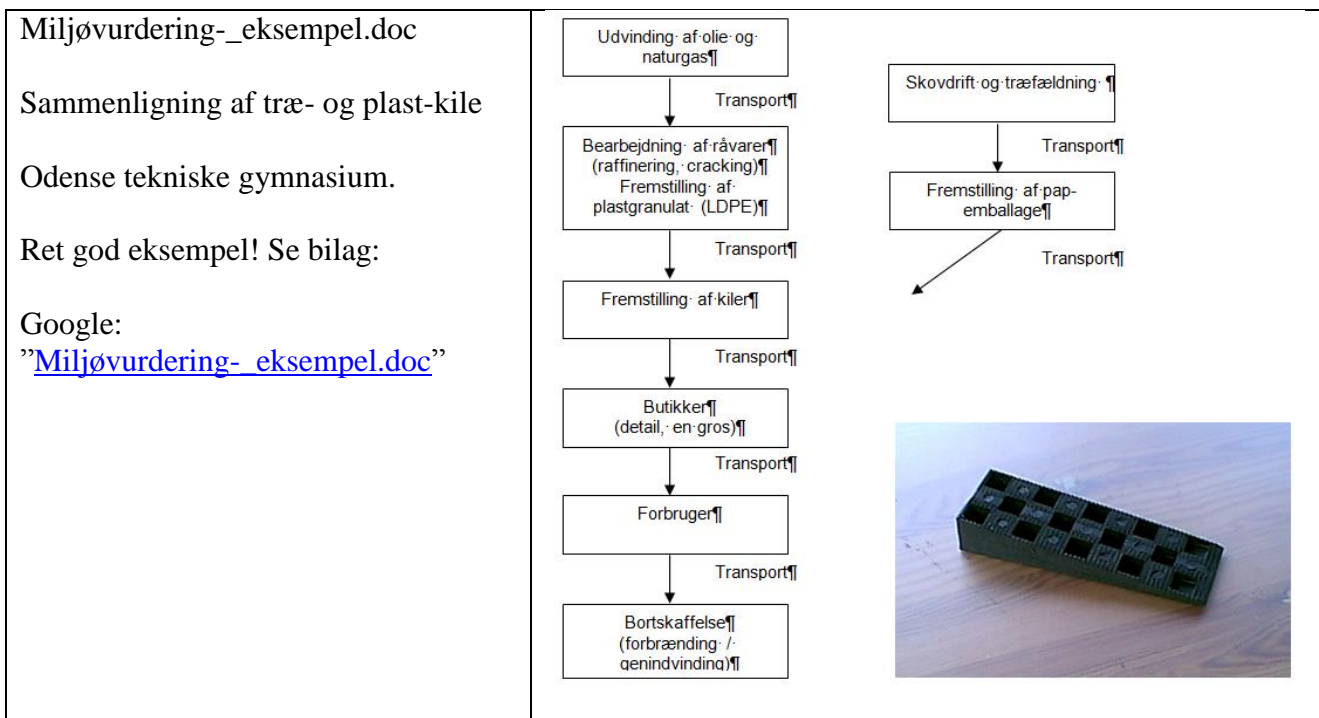 Miljøvurdering-_eksempel.doc
Sammenligning af træ- og plast-kile
Odense tekniske gymnasium.
Ret god eksempel! Se bilag:
Google:
”Miljøvurdering-_eksempel.doc”
Udvinding· af·olie·og·
naturgas¶
Transport¶
Bearbejdning· af·råvarer¶
(raffinering,·cracking)¶
Fremstilling· af·
plastgranulat· (LDPE)¶
Transport¶
Fremstilling· af·kiler¶
Transport¶
Butikker¶
(detail,·en·gros)¶
Transport¶
Forbruger¶
Transport¶
Bortskaffelse¶
(forbrænding· /·
genindvinding)¶
Skovdrift·og·træfældning· ¶
Transport¶
Fremstilling· af·pap-
emballage¶
Transport¶